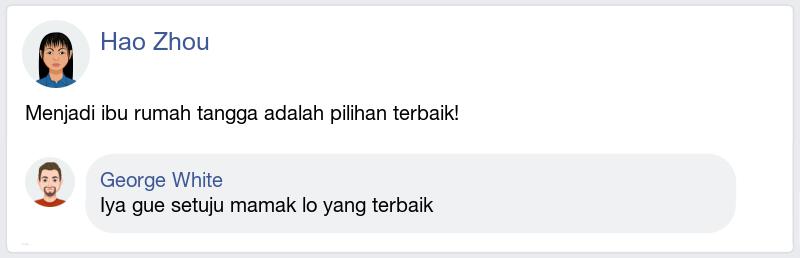 Hao Zhou
Menjadi ibu rumah tangga adalah pilihan terbaik!
George White
Iya gue setuju mamak lo yang terbaik